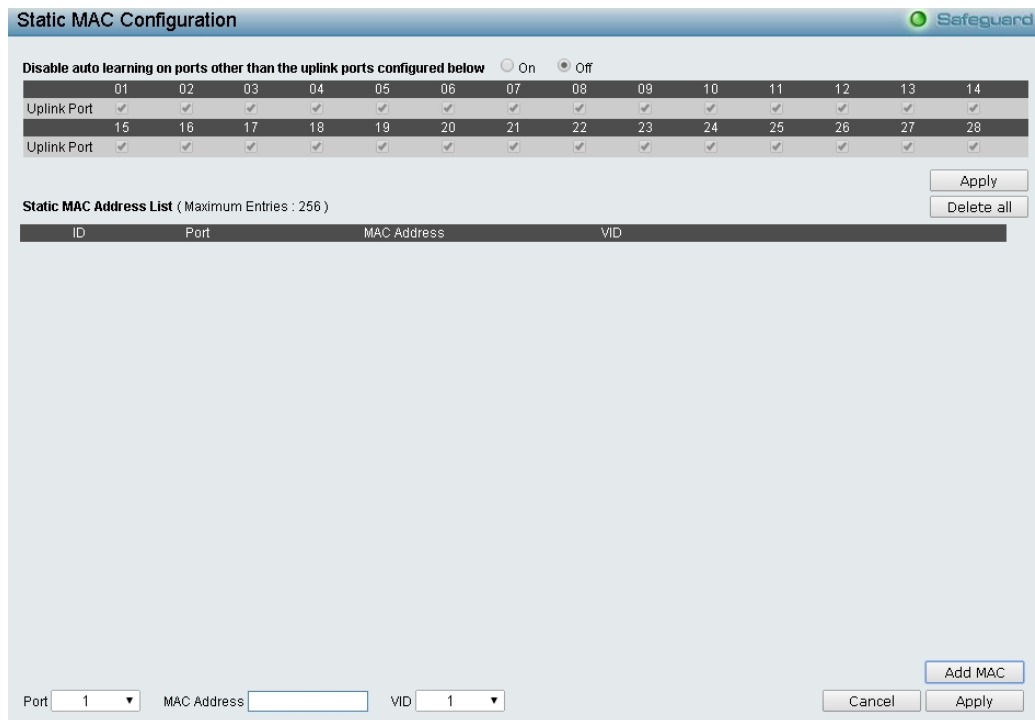 Static MAC Configuration Safeguard
Disable auto learning on ports other than the uplink ports configured below On Off
01 02 03 04 05 06 07 08 09 10 11 12 13 14
Uplink Port
15 16 17 18 19 20 21 22 23 24 25 26 27 28
Uplink Port
Apply
Static MAC Address List ( Maximum Entries : 256 ) Delete all
ID Port MAC Address VID
Add MAC
Port 1 MAC Address VID 1 Cancel Apply